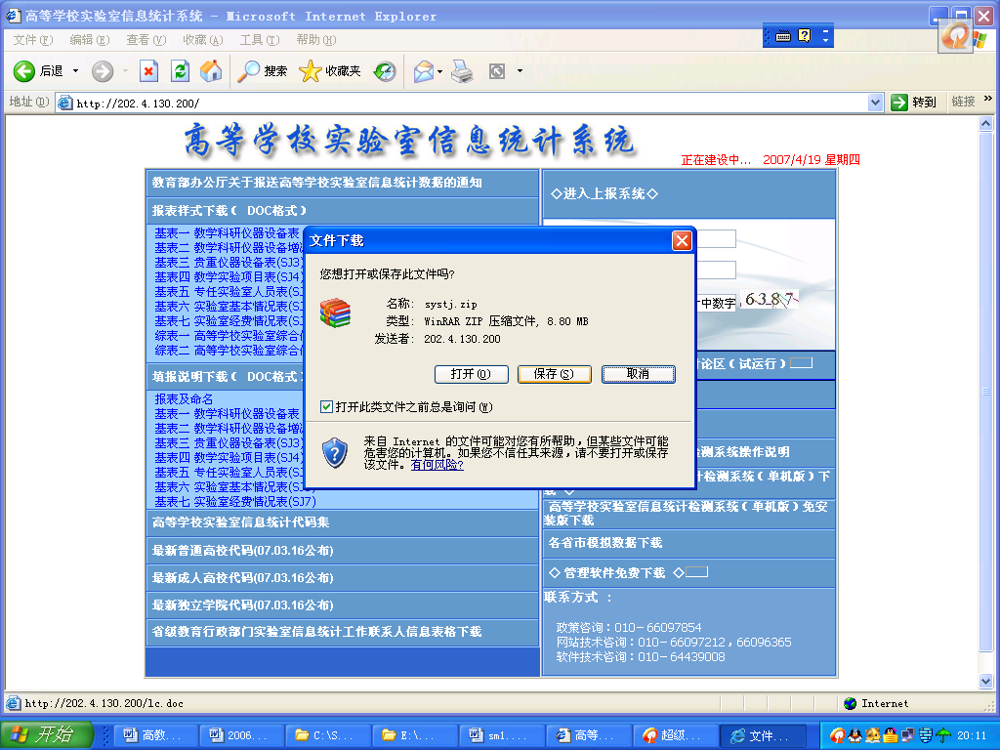 高等学校实验室信息统计系统 - Microsoft Internet Explorer
文件(F) 编辑(E) 查看(V) 收藏(A) 工具(T) 帮助(H)
后退 搜索 收藏夹
地址(D) http://202.4.130.200/ 转到 链接 »
高等学校实验室信息统计系统
正在建设中... 2007/4/19 星期四
教育部办公厅关于报送高等学校实验室信息统计数据的通知
报表样式下载( DOC格式)
基表一 教学科研仪器设备表
基表二 教学科研仪器设备增
基表三 贵重仪器设备表(SJ3)
基表四 教学实验项目表(SJ4)
基表五 专任实验室人员表(SJ
基表六 实验室基本情况表(S
基表七 实验室经费情况表(S
综表一 高等学校实验室综合
综表二 高等学校实验室综合
填报说明下载( DOC格式
报表及命名
基表一 教学科研仪器设备表
基表二 教学科研仪器设备增
基表三 贵重仪器设备表(SJ3)
基表四 教学实验项目表(SJ4)
基表五 专任实验室人员表(SJ
基表六 实验室基本情况表(S
基表七 实验室经费情况表(SJ7)
高等学校实验室信息统计代码集
最新普通高校代码(07.03.16公布)
最新成人高校代码(07.03.16公布)
最新独立学院代码(07.03.16公布)
省级教育行政部门实验室信息统计工作联系人信息表格下载
◇进入上报系统◇
中数字 6387
论区(试运行)
检测系统操作说明
计检测系统(单机版)下
载 ◇
高等学校实验室信息统计检测系统(单机版)免安
装版下载
各省市模拟数据下载
◇ 管理软件免费下载 ◇
联系方式 :
政策咨询:010-66097854
网站技术咨询:010-66097212,66096365
软件技术咨询:010-64439008
文件下载
您想打开或保存此文件吗?
名称: systj.zip
类型: WinRAR ZIP 压缩文件, 8.80 MB
发送者: 202.4.130.200
打开(O) 保存(S) 取消
打开此类文件之前总是询问(W)
来自 Internet 的文件可能对您有所帮助,但某些文件可能
危害您的计算机。如果您不信任其来源,请不要打开或保存
该文件。有何风险?
http://202.4.130.200/lc.doc Internet
开始 高教... 2006... C:\S... E:\... sm1... 高等... 超级... 文件... 20:11